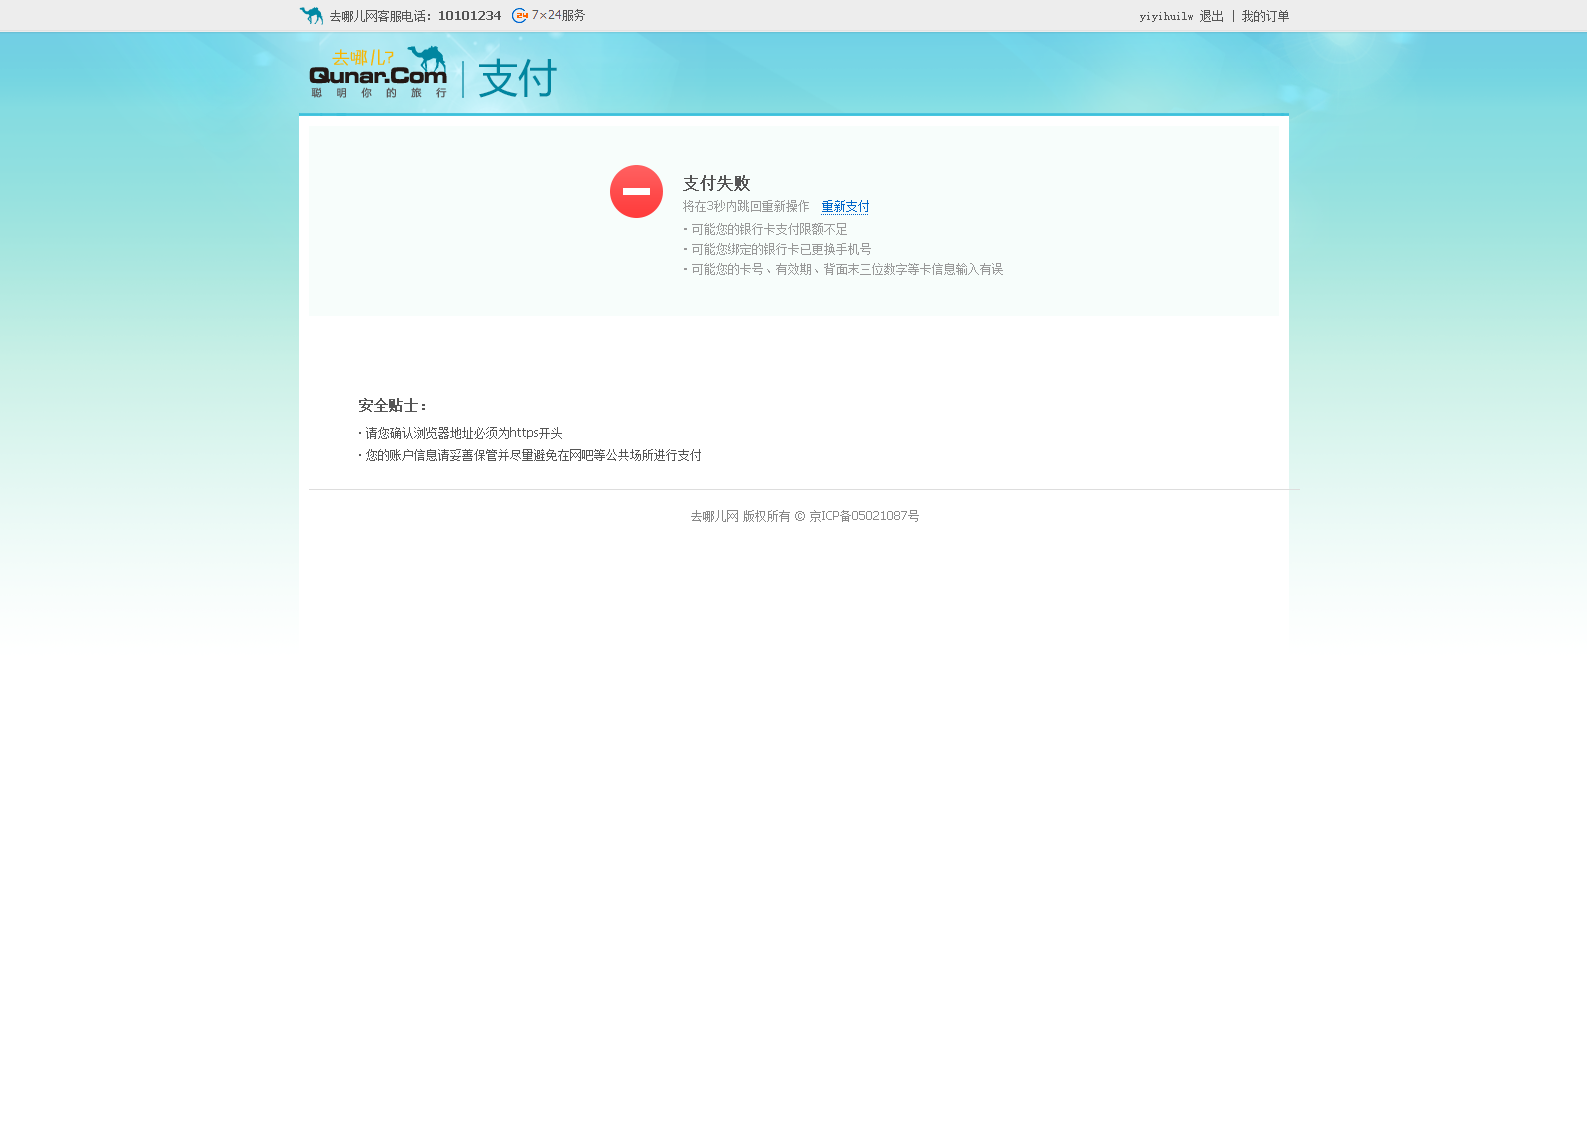 去哪儿网客服电话：10101234 24 7×24服务
yiyihuilw 退出 | 我的订单
去哪儿?
Qunar.Com | 支付
聪明你的旅行
支付失败
将在3秒内跳回重新操作 重新支付
· 可能您的银行卡支付限额不足
· 可能您绑定的银行卡已更换手机号
· 可能您的卡号、有效期、背面末三位数字等卡信息输入有误
安全贴士：
· 请您确认浏览器地址必须为https开头
· 您的账户信息请妥善保管并尽量避免在网吧等公共场所进行支付
去哪儿网 版权所有 © 京ICP备05021087号